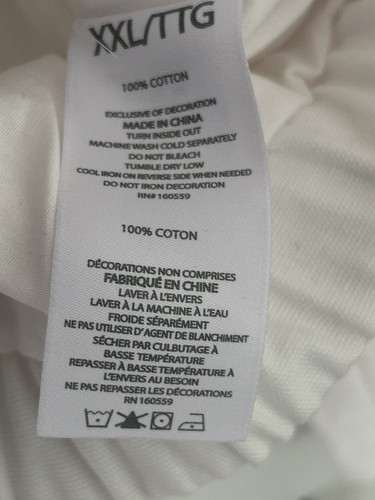 XXL/TTG
100% COTTON
EXCLUSIVE OF DECORATION
MADE IN CHINA
TURN INSIDE OUT
MACHINE WASH COLD SEPARATELY
DO NOT BLEACH
TUMBLE DRY LOW
COOL IRON ON REVERSE SIDE WHEN NEEDED
DO NOT IRON DECORATION
RN# 160559
100% COTON
DÉCORATIONS NON COMPRISES
FABRIQUÉ EN CHINE
LAVER À L'ENVERS
LAVER À LA MACHINE À L'EAU
FROIDE SÉPARÉMENT
NE PAS UTILISER D'AGENT DE BLANCHIMENT
SÉCHER PAR CULBUTAGE À
BASSE TEMPÉRATURE
REPASSER À BASSE TEMPÉRATURE À
L'ENVERS AU BESOIN
NE PAS REPASSER LES DÉCORATIONS
RN 160559